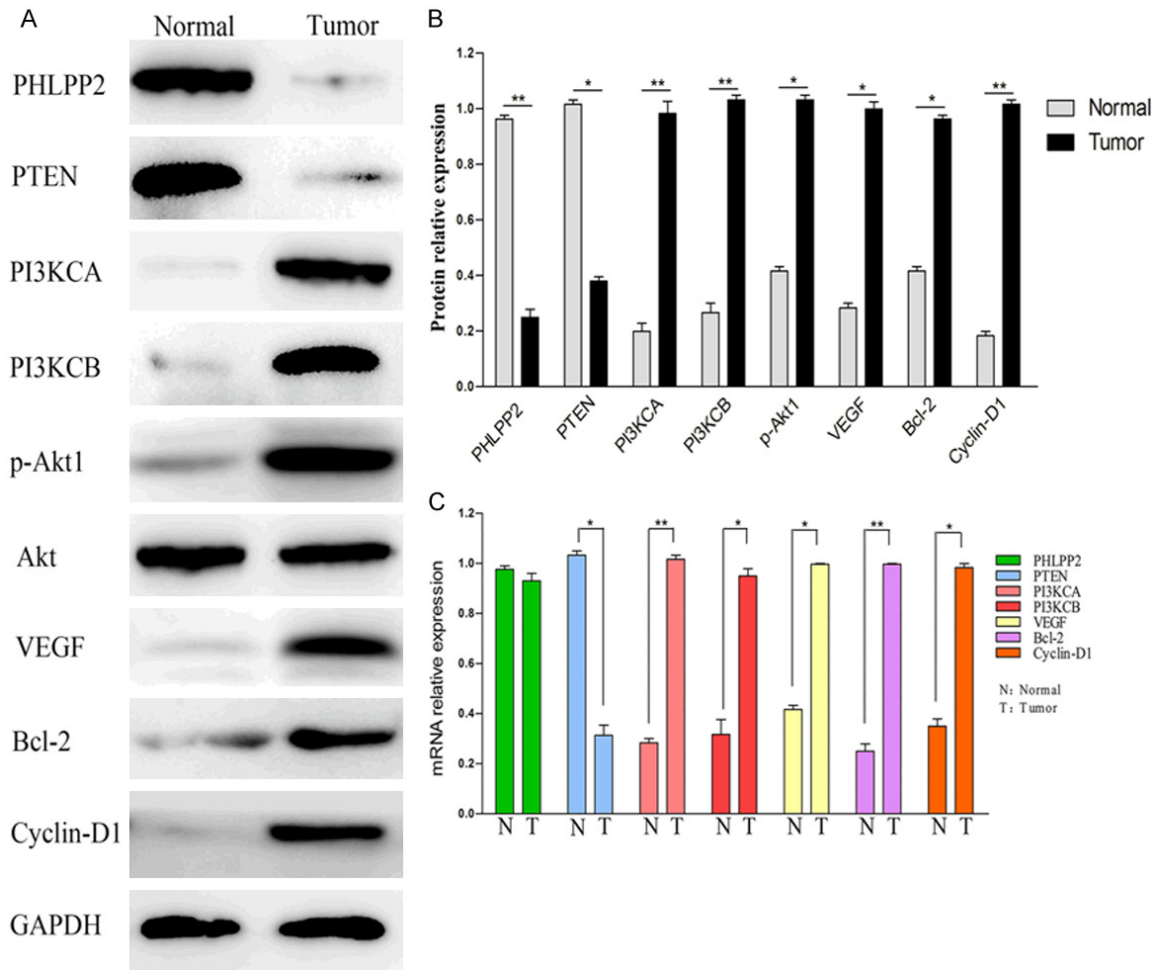 A
Normal Tumor
PHLPP2
PTEN
PI3KCA
PI3KCB
p-Akt1
Akt
VEGF
Bcl-2
Cyclin-D1
GAPDH
B
Protein relative expression
1.2
1.0
0.8
0.6
0.4
0.2
0.0
** * ** ** * * * **
PHLPP2 PTEN PI3KCA PI3KCB p-Akt1 VEGF Bcl-2 Cyclin-D1
Normal
Tumor
C
mRNA relative expression
1.2
1.0
0.8
0.6
0.4
0.2
0.0
* ** * * ** *
N T N T N T N T N T N T N T
PHLPP2
PTEN
PI3KCA
PI3KCB
VEGF
Bcl-2
Cyclin-D1
N: Normal
T: Tumor